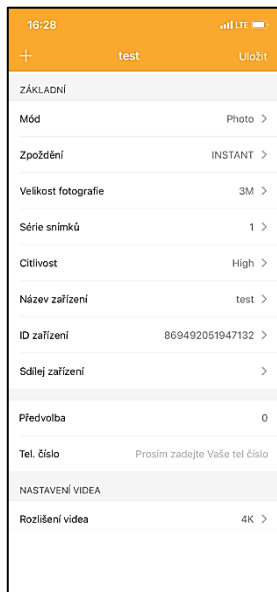 16:28 LTE
+ test Uložit
ZÁKLADNÍ
Mód Photo >
Zpoždění INSTANT >
Velikost fotografie 3M >
Série snímků 1 >
Citlivost High >
Název zařízení test >
ID zařízení 869492051947132 >
Sdílej zařízení >
Předvolba 0
Tel. číslo Prosím zadejte Vaše tel číslo
NASTAVENÍ VIDEA
Rozlišení videa 4K >